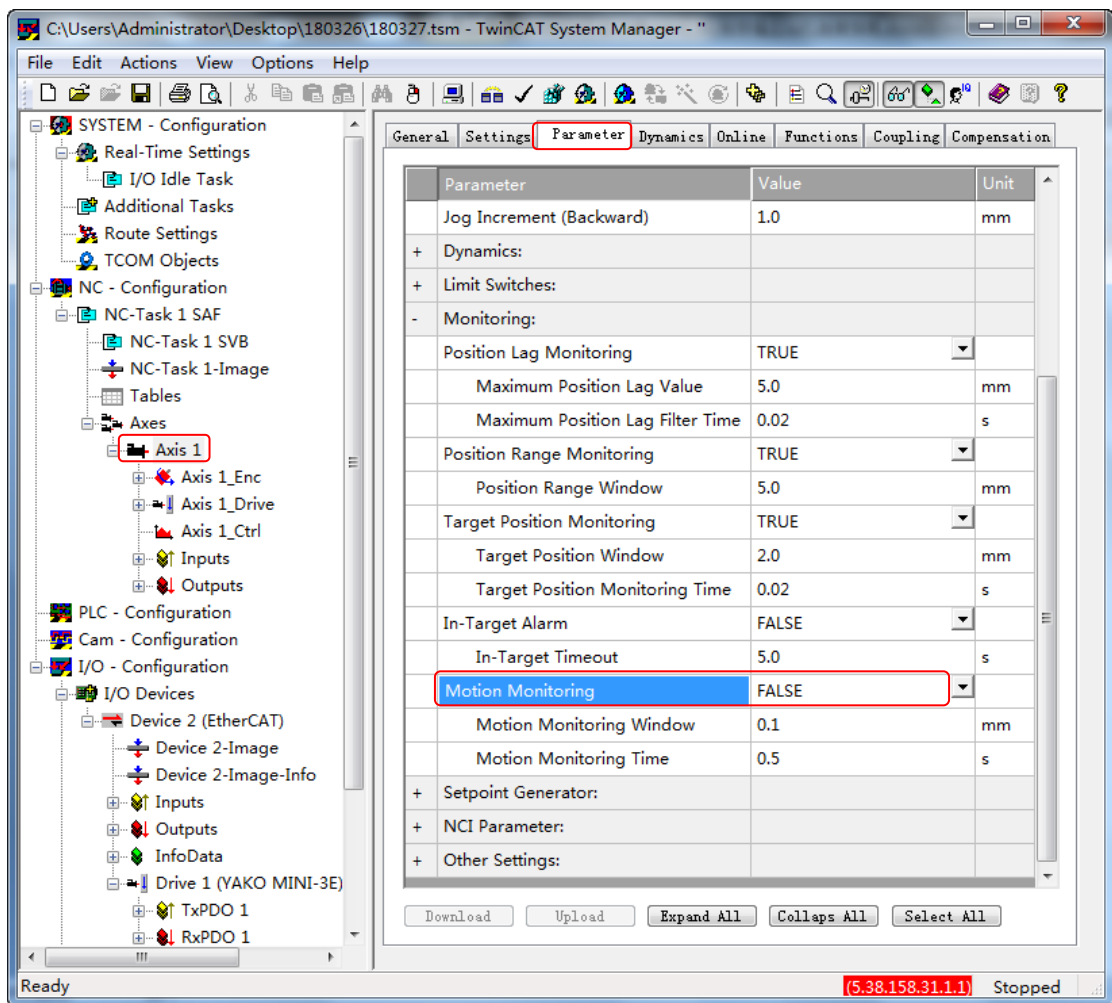 C:\Users\Administrator\Desktop\180326\180327.tsm - TwinCAT System Manager - ''
File Edit Actions View Options Help
SYSTEM - Configuration
Real-Time Settings
I/O Idle Task
Additional Tasks
Route Settings
TCOM Objects
NC - Configuration
NC-Task 1 SAF
NC-Task 1 SVB
NC-Task 1-Image
Tables
Axes
Axis 1
Axis 1_Enc
Axis 1_Drive
Axis 1_Ctrl
Inputs
Outputs
PLC - Configuration
Cam - Configuration
I/O - Configuration
I/O Devices
Device 2 (EtherCAT)
Device 2-Image
Device 2-Image-Info
Inputs
Outputs
InfoData
Drive 1 (YAKO MINI-3E)
TxPDO 1
RxPDO 1
General Settings Parameter Dynamics Online Functions Coupling Compensation
Parameter Value Unit
Jog Increment (Backward) 1.0 mm
+ Dynamics:
+ Limit Switches:
- Monitoring:
Position Lag Monitoring TRUE
Maximum Position Lag Value 5.0 mm
Maximum Position Lag Filter Time 0.02 s
Position Range Monitoring TRUE
Position Range Window 5.0 mm
Target Position Monitoring TRUE
Target Position Window 2.0 mm
Target Position Monitoring Time 0.02 s
In-Target Alarm FALSE
In-Target Timeout 5.0 s
Motion Monitoring FALSE
Motion Monitoring Window 0.1 mm
Motion Monitoring Time 0.5 s
+ Setpoint Generator:
+ NCI Parameter:
+ Other Settings:
Download Upload Expand All Collaps All Select All
Ready (5.38.158.31.1.1) Stopped